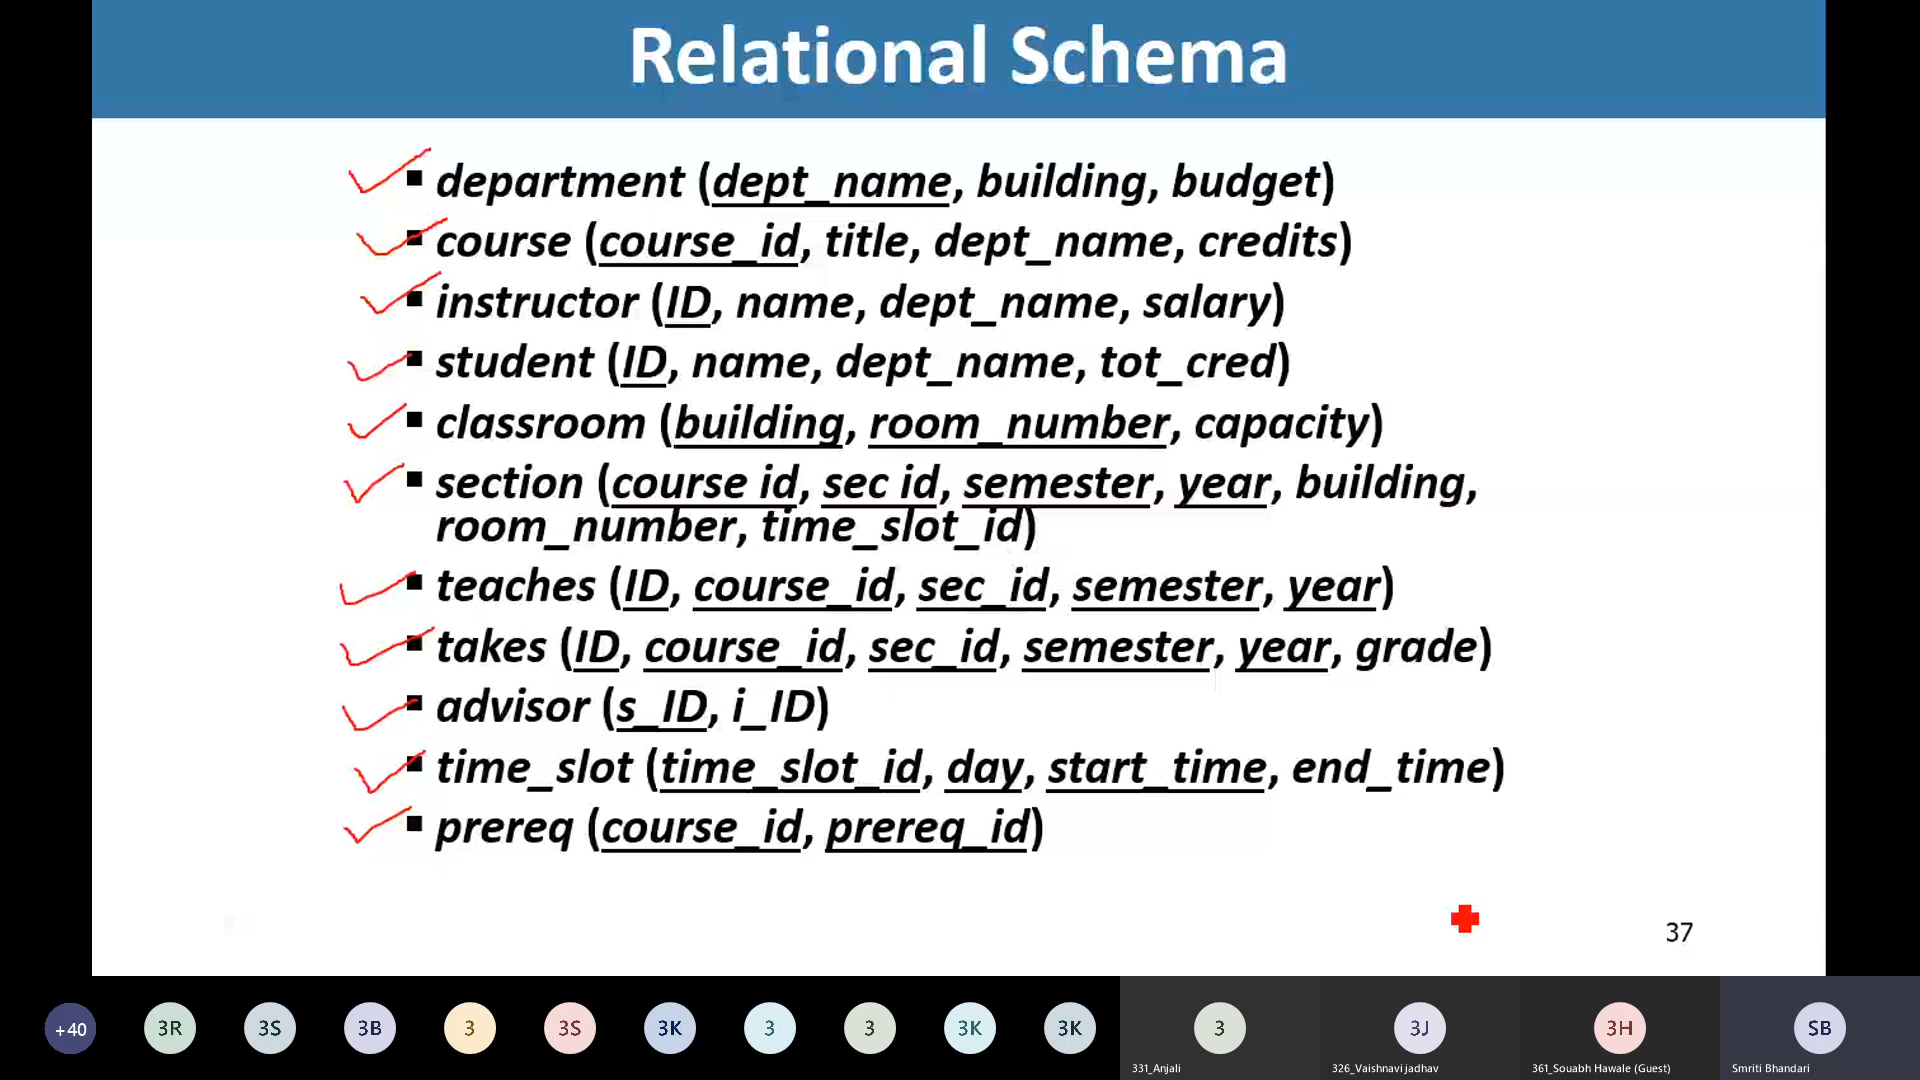 Relational Schema
▪ department (dept_name, building, budget)
▪ course (course_id, title, dept_name, credits)
▪ instructor (ID, name, dept_name, salary)
▪ student (ID, name, dept_name, tot_cred)
▪ classroom (building, room_number, capacity)
▪ section (course id, sec id, semester, year, building,
room_number, time_slot_id)
▪ teaches (ID, course_id, sec_id, semester, year)
▪ takes (ID, course_id, sec_id, semester, year, grade)
▪ advisor (s_ID, i_ID)
▪ time_slot (time_slot_id, day, start_time, end_time)
▪ prereq (course_id, prereq_id)
37
+40 3R 3S 3B 3 3S 3K 3 3 3K 3K 3 3J 3H SB
331_Anjali 326_Vaishnavi jadhav 361_Souabh Hawale (Guest) Smriti Bhandari